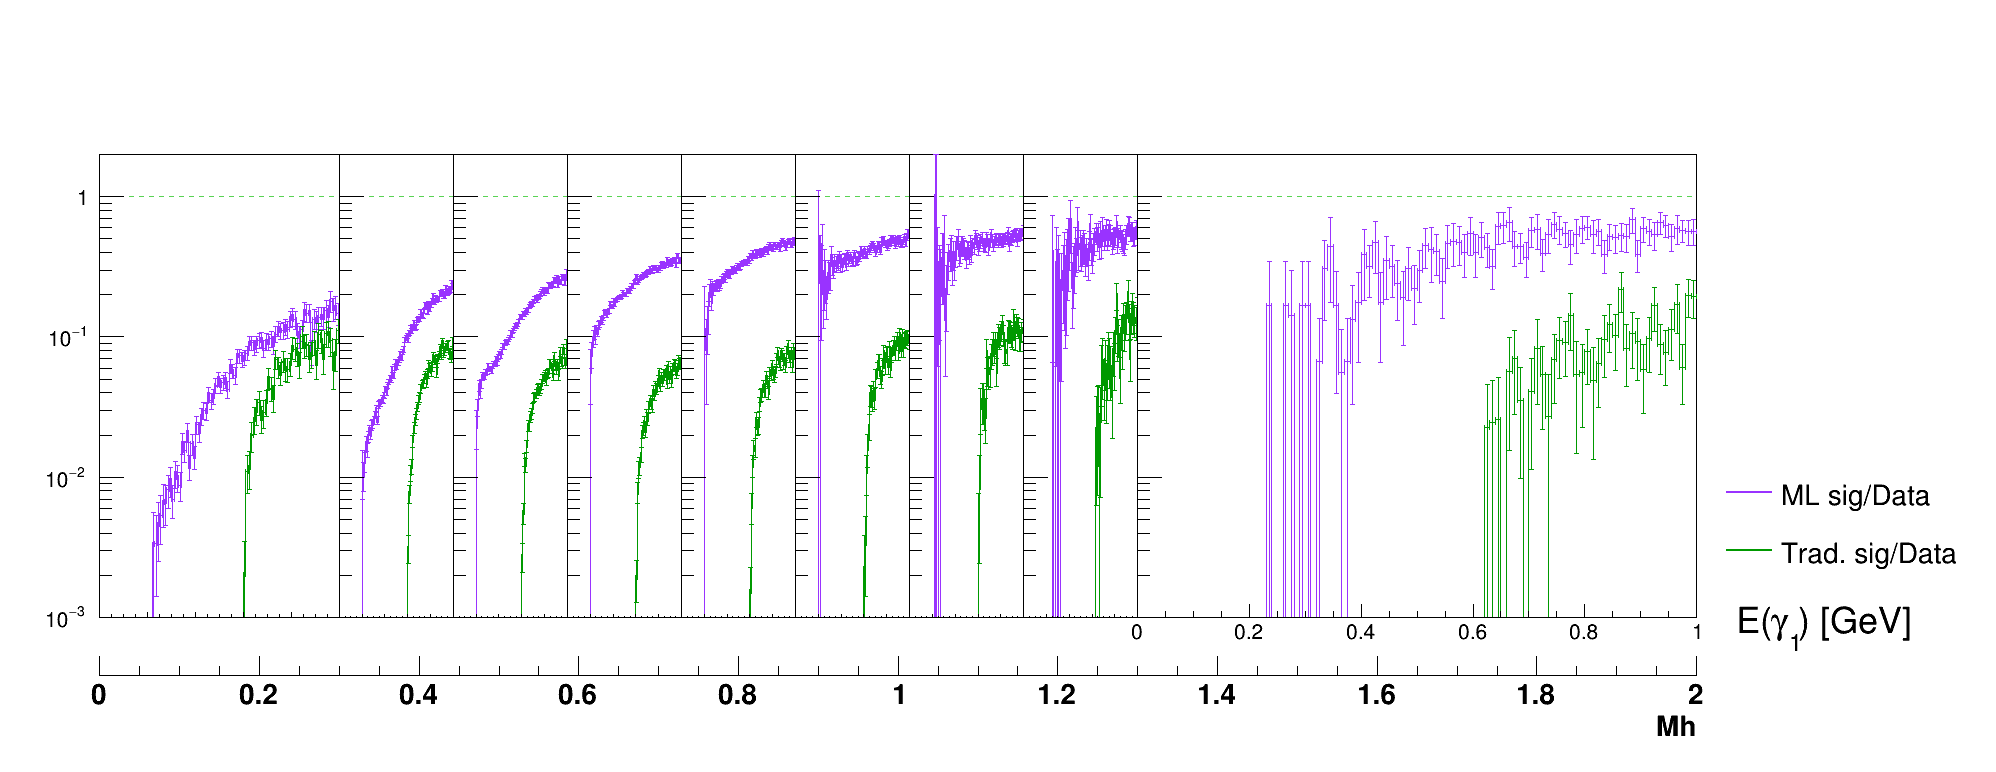 1
10⁻¹
10⁻²
10⁻³
ML sig/Data
Trad. sig/Data
0 0.2 0.4 0.6 0.8 1
E(γ₁) [GeV]
0 0.2 0.4 0.6 0.8 1 1.2 1.4 1.6 1.8 2
Mh